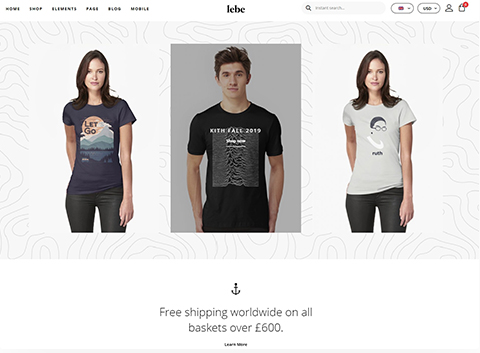 HOME SHOP ELEMENTS PAGE BLOG MOBILE
lebe
Instant search...
USD
0
LET
GO
KITH FALL 2019
shop now
ruth
Free shipping worldwide on all
baskets over £600.
Learn More